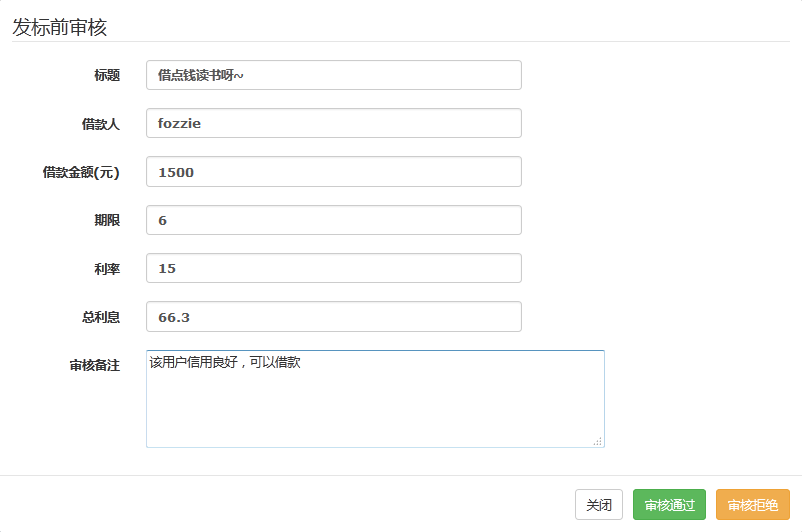 发标前审核
标题 借点钱读书呀~
借款人 fozzie
借款金额(元) 1500
期限 6
利率 15
总利息 66.3
审核备注 该用户信用良好，可以借款
关闭 审核通过 审核拒绝